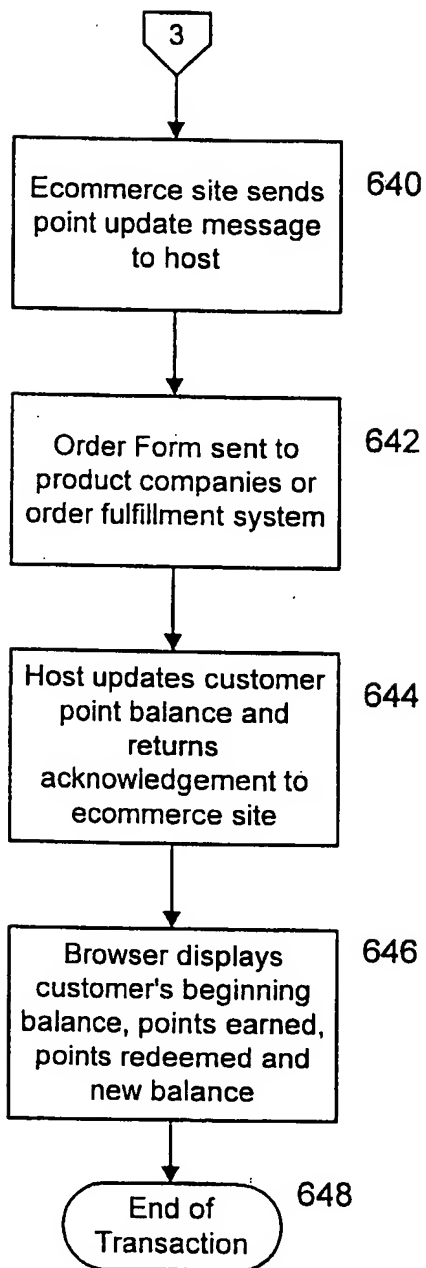 3
Ecommerce site sends
point update message
to host
640
Order Form sent to
product companies or
order fulfillment system
642
Host updates customer
point balance and
returns
acknowledgement to
ecommerce site
644
Browser displays
customer's beginning
balance, points earned,
points redeemed and
new balance
646
End of
Transaction
648